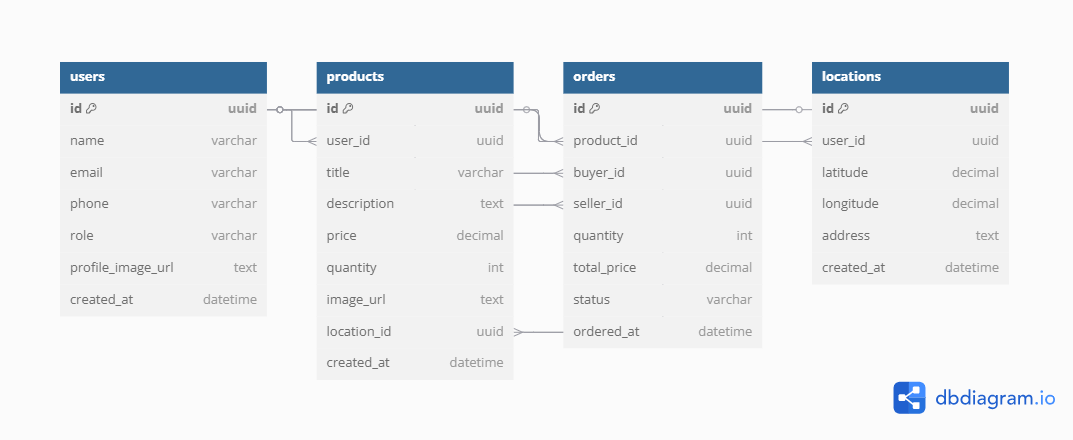 users
id uuid
name varchar
email varchar
phone varchar
role varchar
profile_image_url text
created_at datetime
products
id uuid
user_id uuid
title varchar
description text
price decimal
quantity int
image_url text
location_id uuid
created_at datetime
orders
id uuid
product_id uuid
buyer_id uuid
seller_id uuid
quantity int
total_price decimal
status varchar
ordered_at datetime
locations
id uuid
user_id uuid
latitude decimal
longitude decimal
address text
created_at datetime
dbdiagram.io